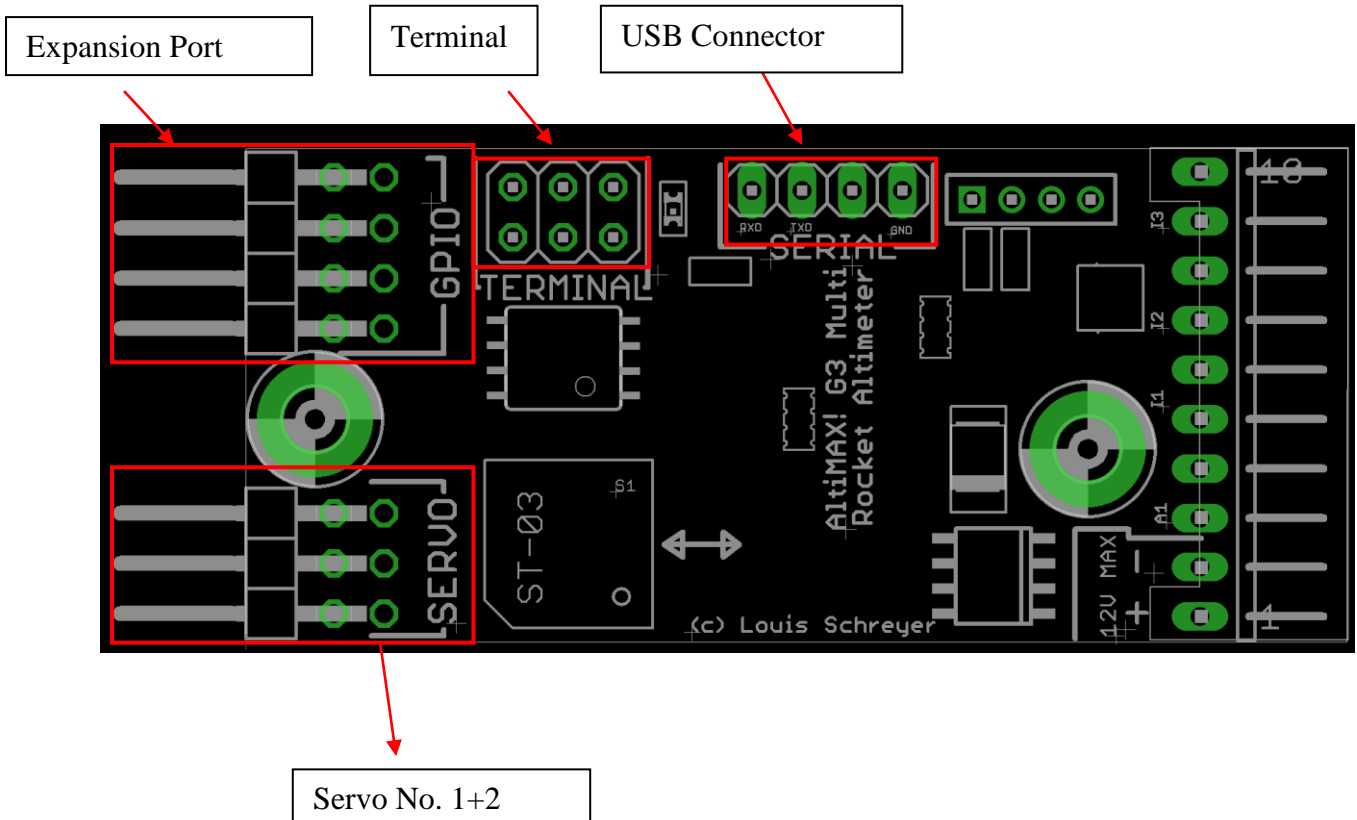 Expansion Port
Terminal
USB Connector
GPIO
TERMINAL
RXD TXD GND
SERIAL
AltiMAX! G3 Multi
Rocket Altimeter
10
I3
I2
I1
A1
12V MAX
-
+
1
SERVO
ST-03
S1
(c) Louis Schreyer
Servo No. 1+2